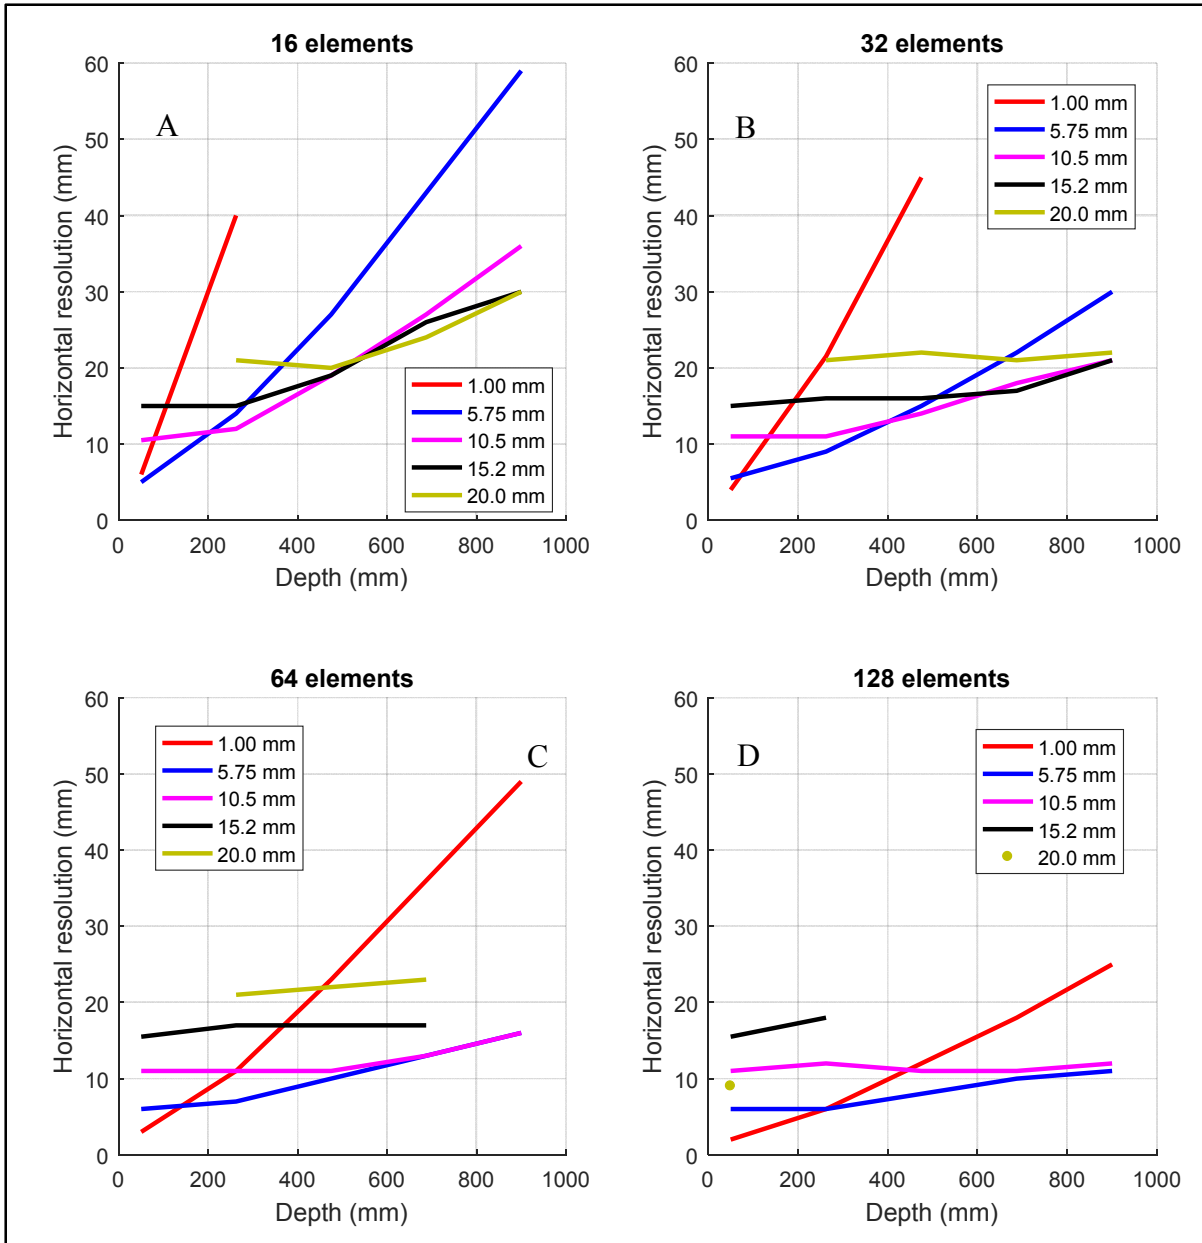 16 elements
A
60
50
40
30
20
10
0
Horizontal resolution (mm)
1.00 mm
5.75 mm
10.5 mm
15.2 mm
20.0 mm
0 200 400 600 800 1000
Depth (mm)
32 elements
B
60
50
40
30
20
10
0
Horizontal resolution (mm)
1.00 mm
5.75 mm
10.5 mm
15.2 mm
20.0 mm
0 200 400 600 800 1000
Depth (mm)
64 elements
C
60
50
40
30
20
10
0
Horizontal resolution (mm)
1.00 mm
5.75 mm
10.5 mm
15.2 mm
20.0 mm
0 200 400 600 800 1000
Depth (mm)
128 elements
D
60
50
40
30
20
10
0
Horizontal resolution (mm)
1.00 mm
5.75 mm
10.5 mm
15.2 mm
20.0 mm
0 200 400 600 800 1000
Depth (mm)